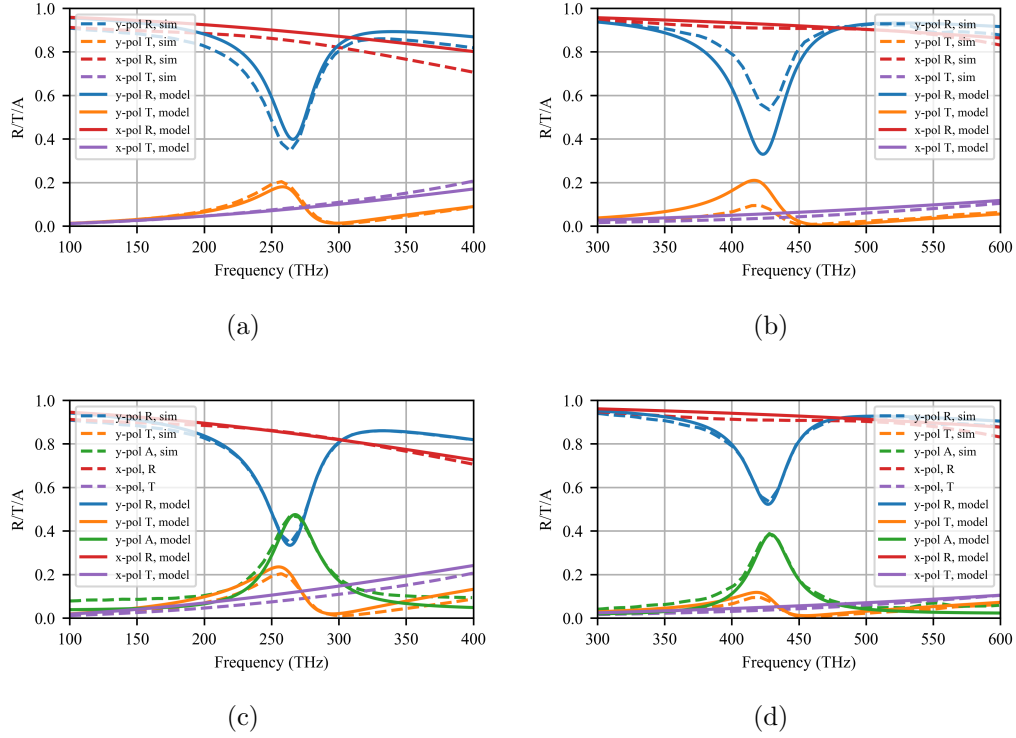 1.0
0.8
0.6
0.4
0.2
0.0
R/T/A
y-pol R, sim
y-pol T, sim
x-pol R, sim
x-pol T, sim
y-pol R, model
y-pol T, model
x-pol R, model
x-pol T, model
100 150 200 250 300 350 400
Frequency (THz)
(a)
1.0
0.8
0.6
0.4
0.2
0.0
R/T/A
y-pol R, sim
y-pol T, sim
x-pol R, sim
x-pol T, sim
y-pol R, model
y-pol T, model
x-pol R, model
x-pol T, model
300 350 400 450 500 550 600
Frequency (THz)
(b)
1.0
0.8
0.6
0.4
0.2
0.0
R/T/A
y-pol R, sim
y-pol T, sim
y-pol A, sim
x-pol, R
x-pol, T
y-pol R, model
y-pol T, model
y-pol A, model
x-pol R, model
x-pol T, model
100 150 200 250 300 350 400
Frequency (THz)
(c)
1.0
0.8
0.6
0.4
0.2
0.0
R/T/A
y-pol R, sim
y-pol T, sim
y-pol A, sim
x-pol, R
x-pol, T
y-pol R, model
y-pol T, model
y-pol A, model
x-pol R, model
x-pol T, model
300 350 400 450 500 550 600
Frequency (THz)
(d)